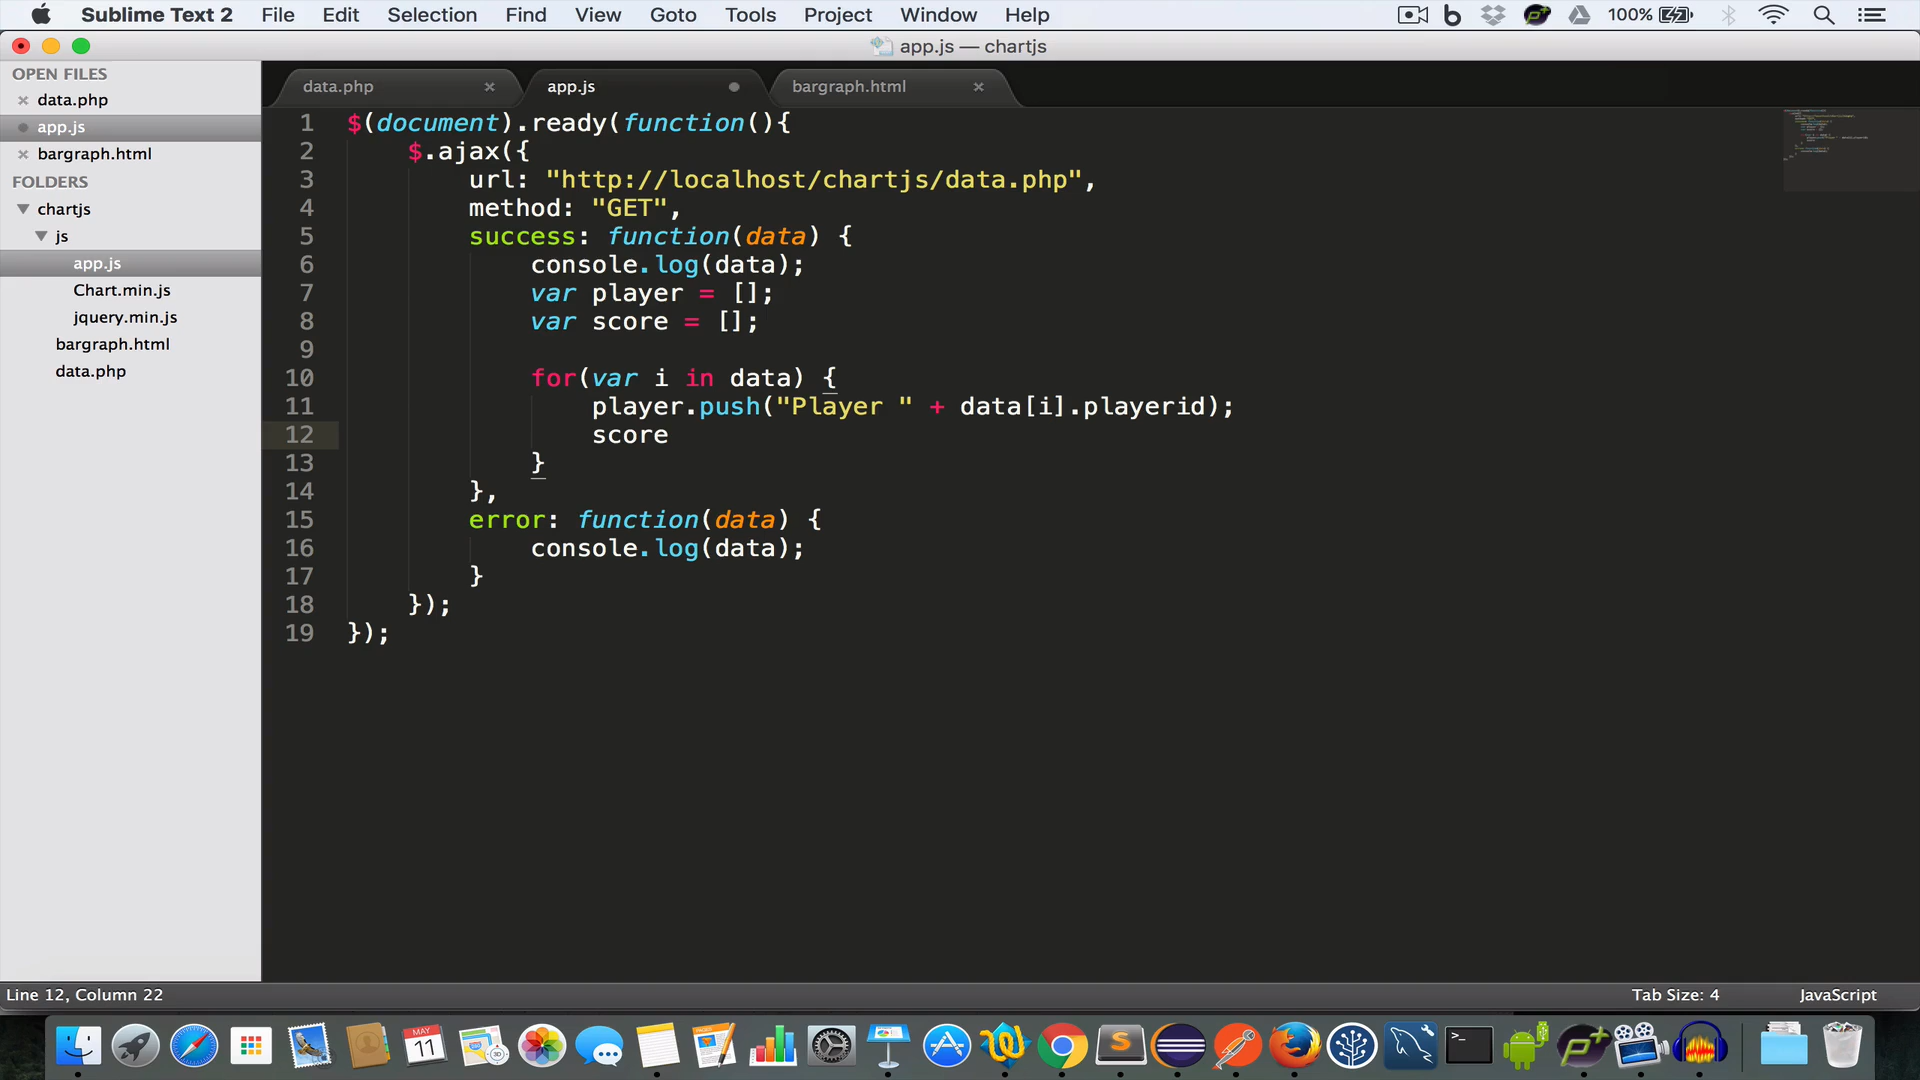 Sublime Text 2 File Edit Selection Find View Goto Tools Project Window Help 100%
app.js — chartjs
OPEN FILES
data.php
app.js
bargraph.html
FOLDERS
chartjs
js
app.js
Chart.min.js
jquery.min.js
bargraph.html
data.php
data.php app.js bargraph.html
1 $(document).ready(function(){
2 $.ajax({
3 url: "http://localhost/chartjs/data.php",
4 method: "GET",
5 success: function(data) {
6 console.log(data);
7 var player = [];
8 var score = [];
9
10 for(var i in data) {
11 player.push("Player " + data[i].playerid);
12 score
13 }
14 },
15 error: function(data) {
16 console.log(data);
17 }
18 });
19 });
Line 12, Column 22 Tab Size: 4 JavaScript
MAY
11